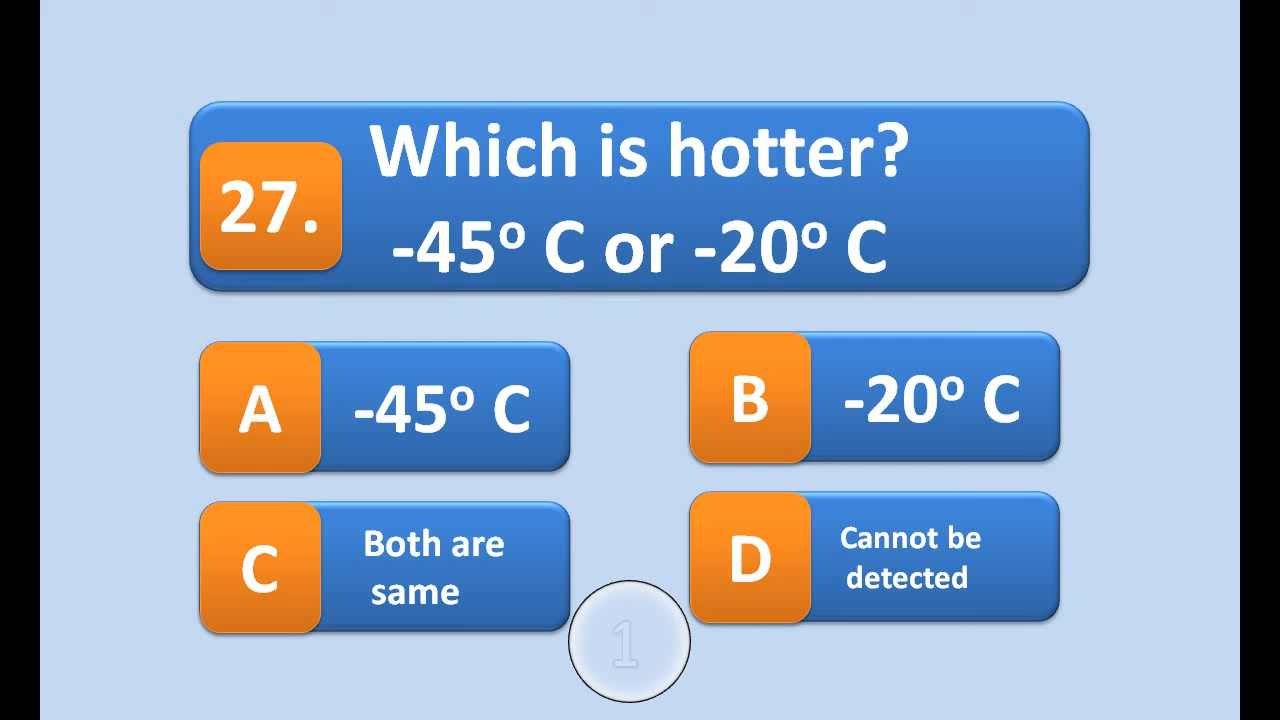 27.
Which is hotter?
-45º C or -20º C
A
-45º C
B
-20º C
C
Both are
same
D
Cannot be
detected
1